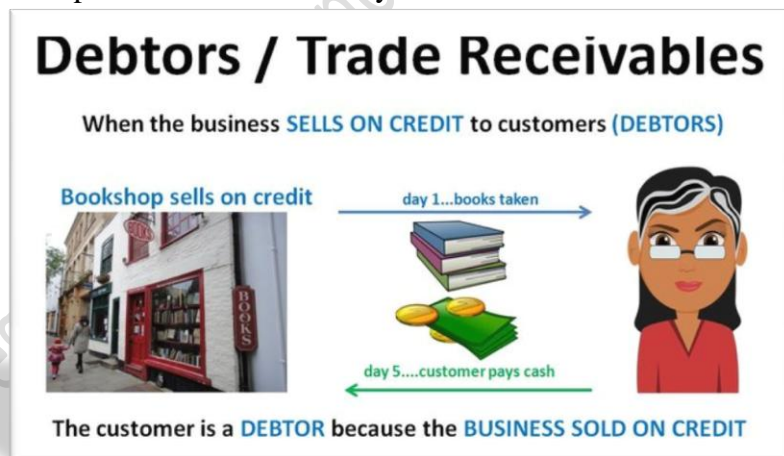 Debtors / Trade Receivables
When the business SELLS ON CREDIT to customers (DEBTORS)
Bookshop sells on credit
day 1...books taken
BOOKS
BOOKS
day 5....customer pays cash
The customer is a DEBTOR because the BUSINESS SOLD ON CREDIT